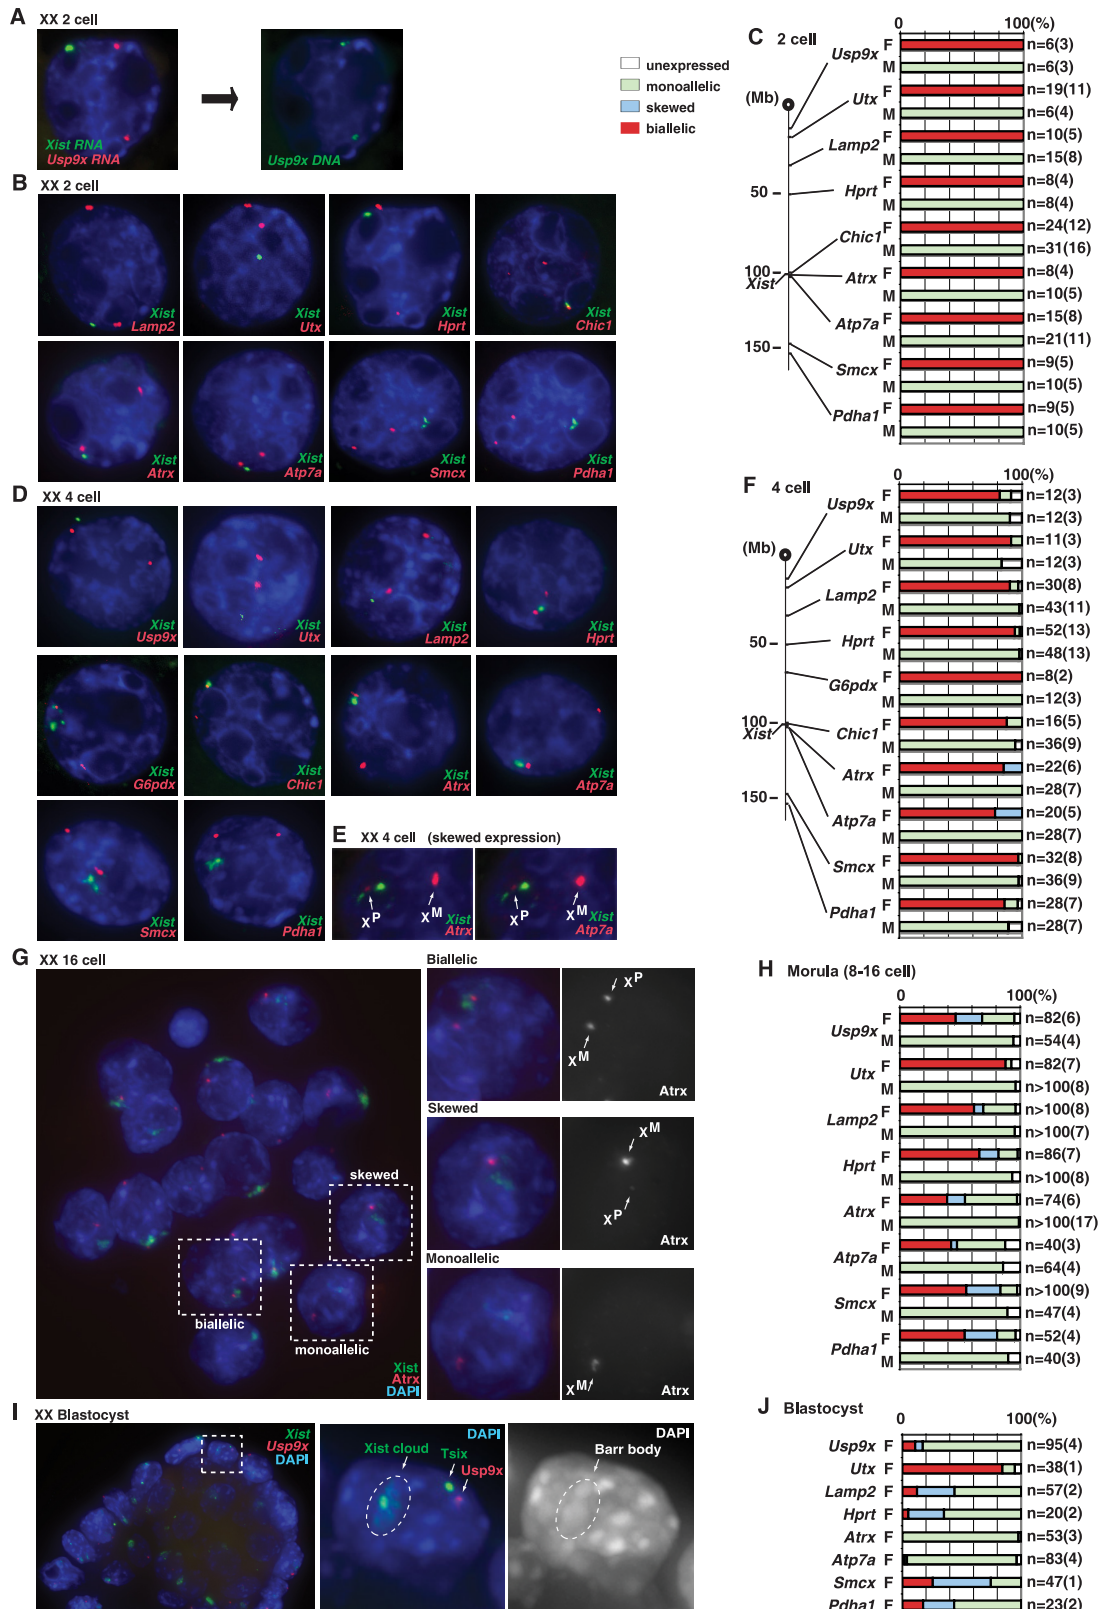 A XX 2 cell
Xist RNA
Usp9x RNA
Usp9x DNA
B XX 2 cell
Xist
Lamp2
Xist
Utx
Xist
Hprt
Xist
Chic1
Xist
Atrx
Xist
Atp7a
Xist
Smcx
Xist
Pdha1
unexpressed
monoallelic
skewed
biallelic
C 2 cell
0 100(%)
(Mb)
50
100
Xist
150
Usp9x F n=6(3)
M n=6(3)
Utx F n=19(11)
M n=6(4)
Lamp2 F n=10(5)
M n=15(8)
Hprt F n=8(4)
M n=8(4)
Chic1 F n=24(12)
M n=31(16)
Atrx F n=8(4)
M n=10(5)
Atp7a F n=15(8)
M n=21(11)
Smcx F n=9(5)
M n=10(5)
Pdha1 F n=9(5)
M n=10(5)
D XX 4 cell
Xist
Usp9x
Xist
Utx
Xist
Lamp2
Xist
Hprt
Xist
G6pdx
Xist
Chic1
Xist
Atrx
Xist
Atp7a
Xist
Smcx
Xist
Pdha1
E XX 4 cell (skewed expression)
XP
XM
Xist
Atrx
XP
XM
Xist
Atp7a
F 4 cell
0 100(%)
(Mb)
50
100
Xist
150
Usp9x F n=12(3)
M n=12(3)
Utx F n=11(3)
M n=12(3)
Lamp2 F n=30(8)
M n=43(11)
Hprt F n=52(13)
M n=48(13)
G6pdx F n=8(2)
M n=12(3)
Chic1 F n=16(5)
M n=36(9)
Atrx F n=22(6)
M n=28(7)
Atp7a F n=20(5)
M n=28(7)
Smcx F n=32(8)
M n=36(9)
Pdha1 F n=28(7)
M n=28(7)
G XX 16 cell
skewed
biallelic
monoallelic
Xist
Atrx
DAPI
Biallelic
XP
XM
Atrx
Skewed
XM
XP
Atrx
Monoallelic
XM
Atrx
H Morula (8-16 cell)
0 100(%)
Usp9x F n=82(6)
M n=54(4)
Utx F n=82(7)
M n>100(8)
Lamp2 F n>100(8)
M n>100(7)
Hprt F n=86(7)
M n>100(8)
Atrx F n=74(6)
M n>100(17)
Atp7a F n=40(3)
M n=64(4)
Smcx F n>100(9)
M n=47(4)
Pdha1 F n=52(4)
M n=40(3)
I XX Blastocyst
Xist
Usp9x
DAPI
DAPI
Xist cloud
Tsix
Usp9x
DAPI
Barr body
J Blastocyst
0 100(%)
Usp9x F n=95(4)
Utx F n=38(1)
Lamp2 F n=57(2)
Hprt F n=20(2)
Atrx F n=53(3)
Atp7a F n=83(4)
Smcx F n=47(1)
Pdha1 F n=23(2)